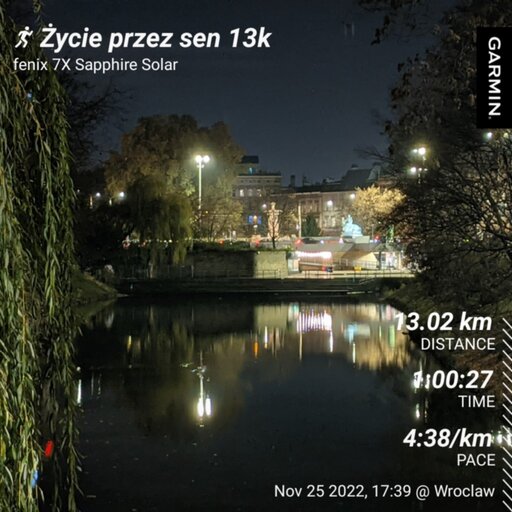 Życie przez sen 13k
fenix 7X Sapphire Solar
GARMIN
13.02 km
DISTANCE
1:00:27
TIME
4:38/km
PACE
Nov 25 2022, 17:39 @ Wroclaw